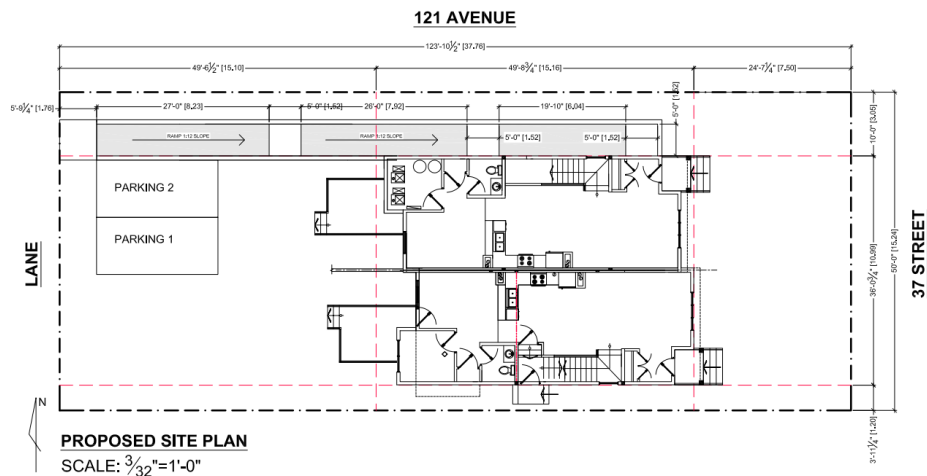 121 AVENUE
123'-10½" [37.76]
49'-6½" [15.10]
49'-8¾" [15.16]
24'-7¼" [7.50]
5'-9¼" [1.76]
27'-0" [8.23]
5'-0" [1.52]
26'-0" [7.92]
19'-10" [6.04]
5'-0" [1.52]
10'-0" [3.05]
RAMP 1:12 SLOPE
RAMP 1:12 SLOPE
5'-0" [1.52]
5'-0" [1.52]
PARKING 2
PARKING 1
LANE
36'-0¾" [10.99]
50'-0" [15.24]
37 STREET
3'-11¼" [1.20]
N
PROPOSED SITE PLAN
SCALE: 3/32"=1'-0"